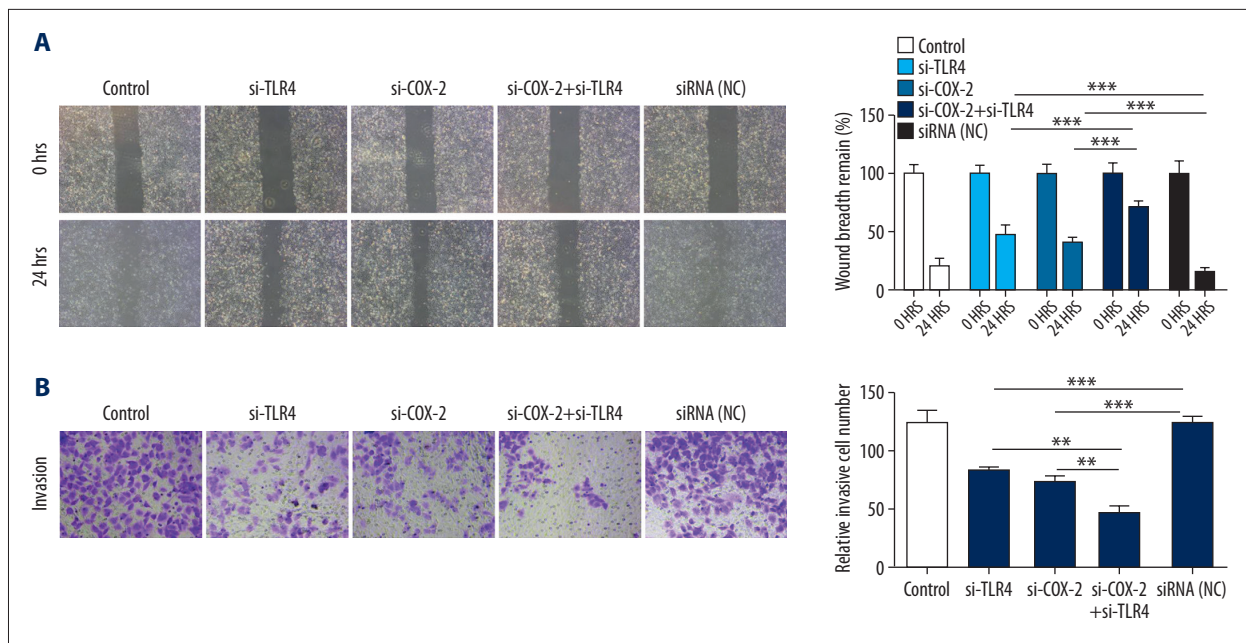 A
Control si-TLR4 si-COX-2 si-COX-2+si-TLR4 siRNA (NC)
0 hrs
24 hrs
Control
si-TLR4
si-COX-2
si-COX-2+si-TLR4
siRNA (NC)
Wound breadth remain (%)
150
100
50
0
***
***
***
***
0 HRS 24 HRS 0 HRS 24 HRS 0 HRS 24 HRS 0 HRS 24 HRS 0 HRS 24 HRS
B
Control si-TLR4 si-COX-2 si-COX-2+si-TLR4 siRNA (NC)
Invasion
Relative invasive cell number
150
100
50
0
***
***
**
**
Control si-TLR4 si-COX-2 si-COX-2 siRNA (NC)
+si-TLR4